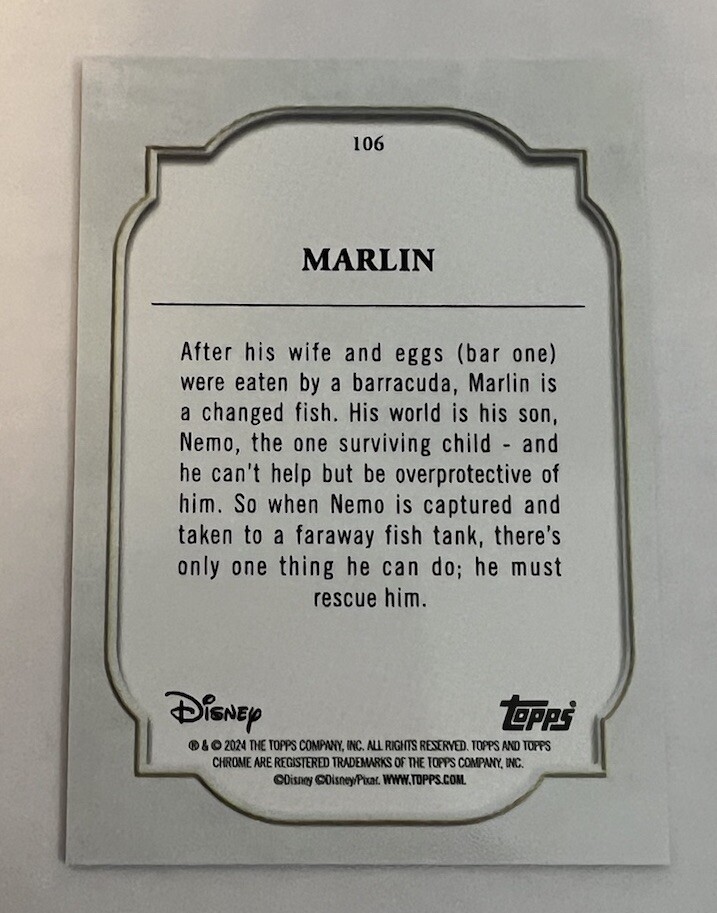 106
MARLIN
After his wife and eggs (bar one)
were eaten by a barracuda, Marlin is
a changed fish. His world is his son,
Nemo, the one surviving child - and
he can't help but be overprotective of
him. So when Nemo is captured and
taken to a faraway fish tank, there's
only one thing he can do; he must
rescue him.
Disney
topps®
® & © 2024 THE TOPPS COMPANY, INC. ALL RIGHTS RESERVED. TOPPS AND TOPPS
CHROME ARE REGISTERED TRADEMARKS OF THE TOPPS COMPANY, INC.
©Disney ©Disney/Pixar. WWW.TOPPS.COM.